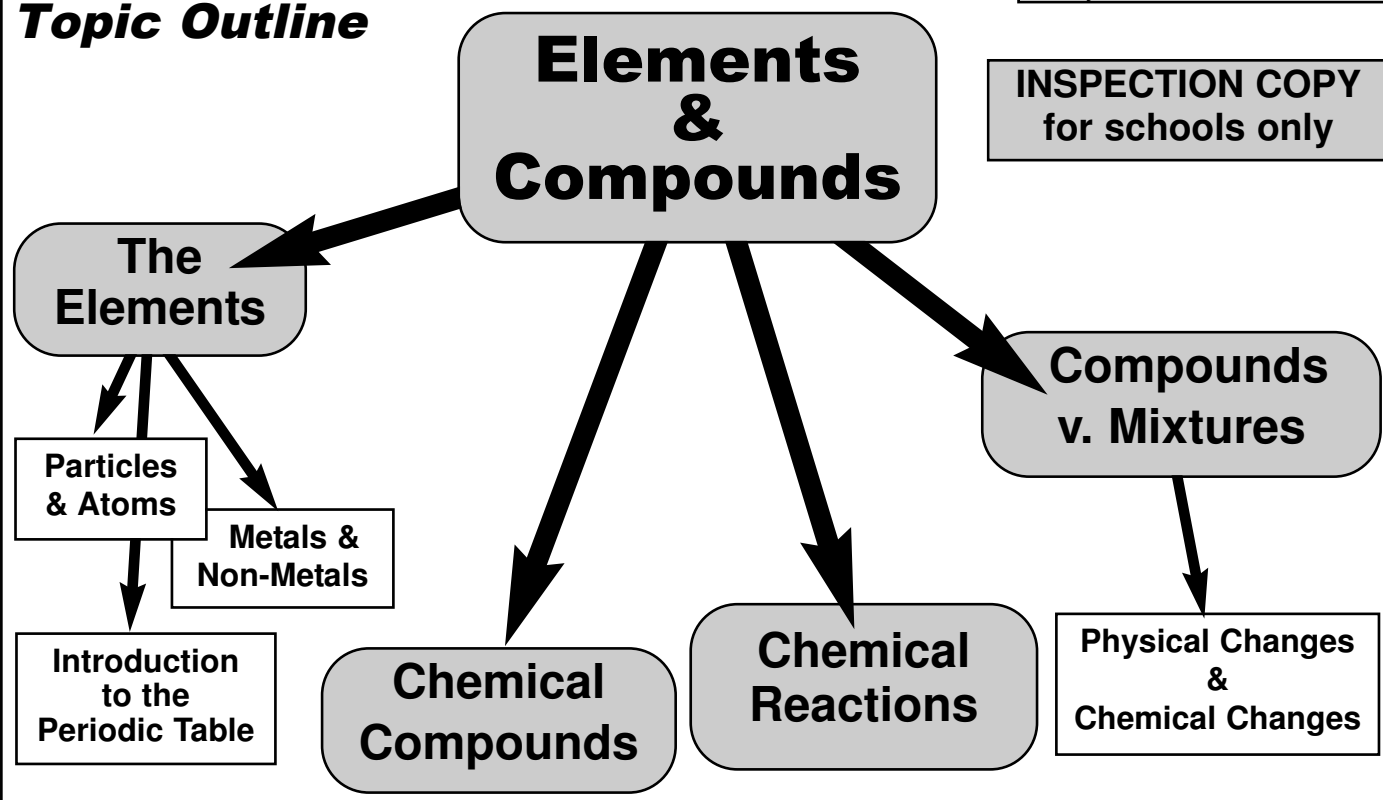 Topic Outline
Elements
&
Compounds
INSPECTION COPY
for schools only
The
Elements
Compounds
v. Mixtures
Particles
& Atoms
Metals &
Non-Metals
Introduction
to the
Periodic Table
Chemical
Compounds
Chemical
Reactions
Physical Changes
&
Chemical Changes